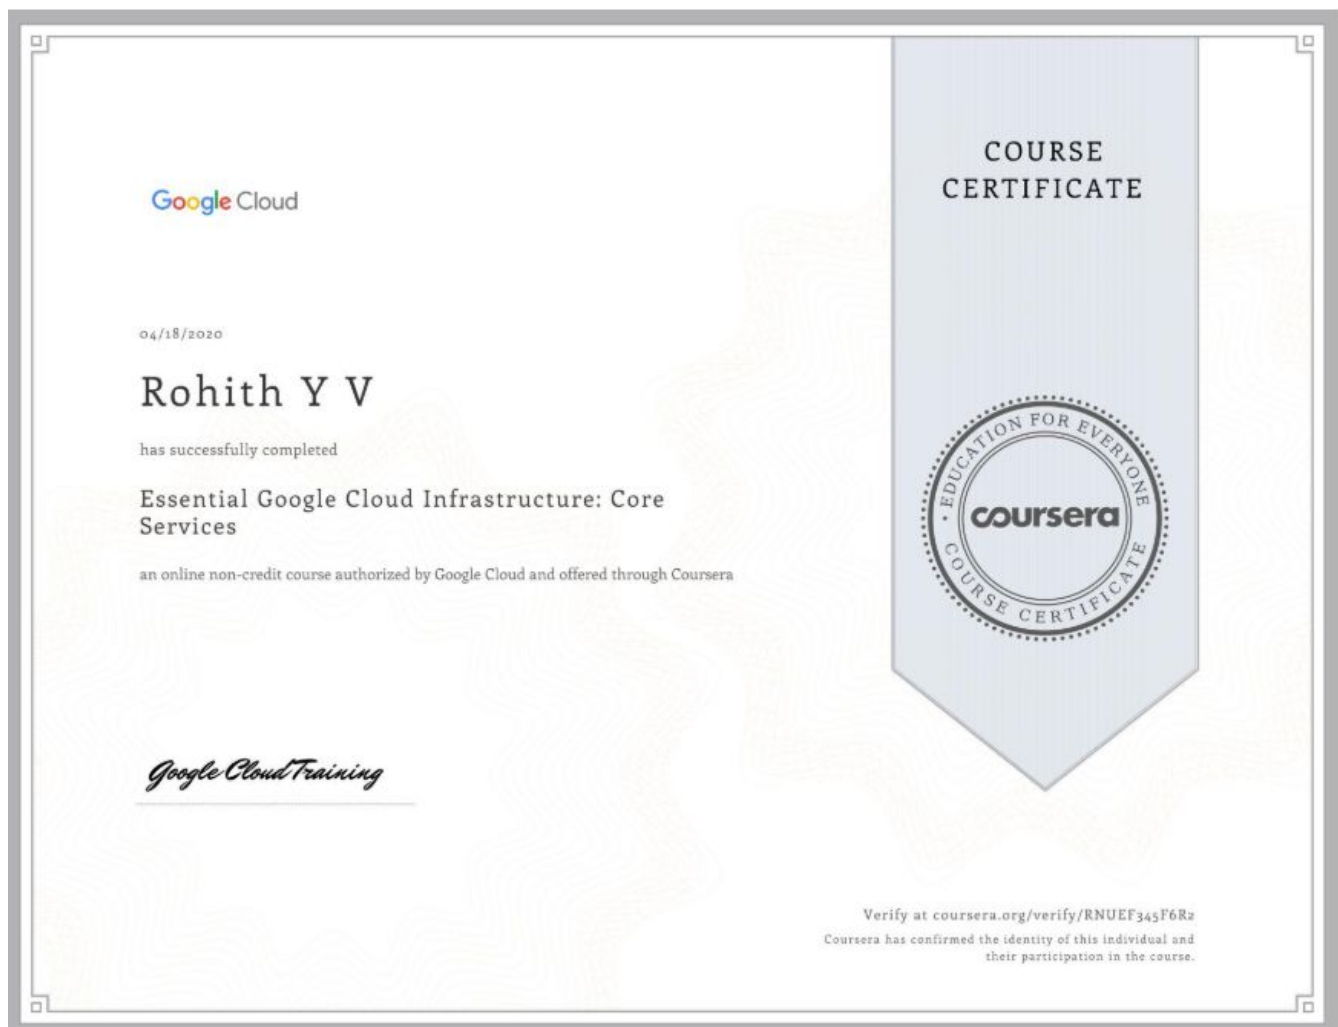 COURSE
CERTIFICATE
Google Cloud
04/18/2020
Rohith Y V
has successfully completed
Essential Google Cloud Infrastructure: Core
Services
an online non-credit course authorized by Google Cloud and offered through Coursera
• EDUCATION FOR EVERYONE •
coursera
COURSE CERTIFICATE
Google Cloud Training
Verify at coursera.org/verify/RNUEF345F6R2
Coursera has confirmed the identity of this individual and
their participation in the course.